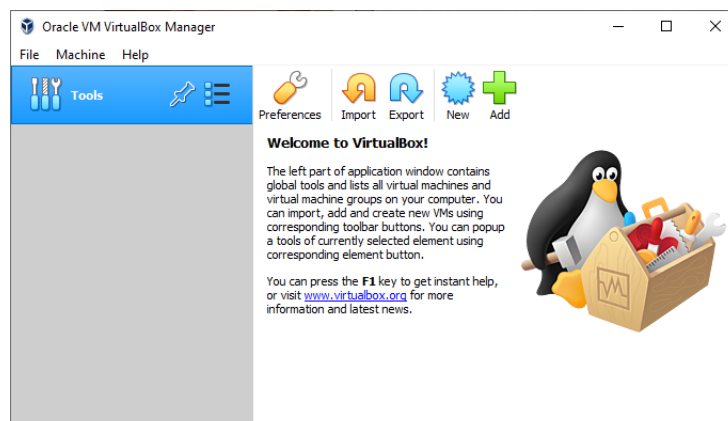 Oracle VM VirtualBox Manager
File Machine Help
Tools
Preferences Import Export New Add
Welcome to VirtualBox!
The left part of application window contains
global tools and lists all virtual machines and
virtual machine groups on your computer. You
can import, add and create new VMs using
corresponding toolbar buttons. You can popup
a tools of currently selected element using
corresponding element button.
You can press the F1 key to get instant help,
or visit www.virtualbox.org for more
information and latest news.